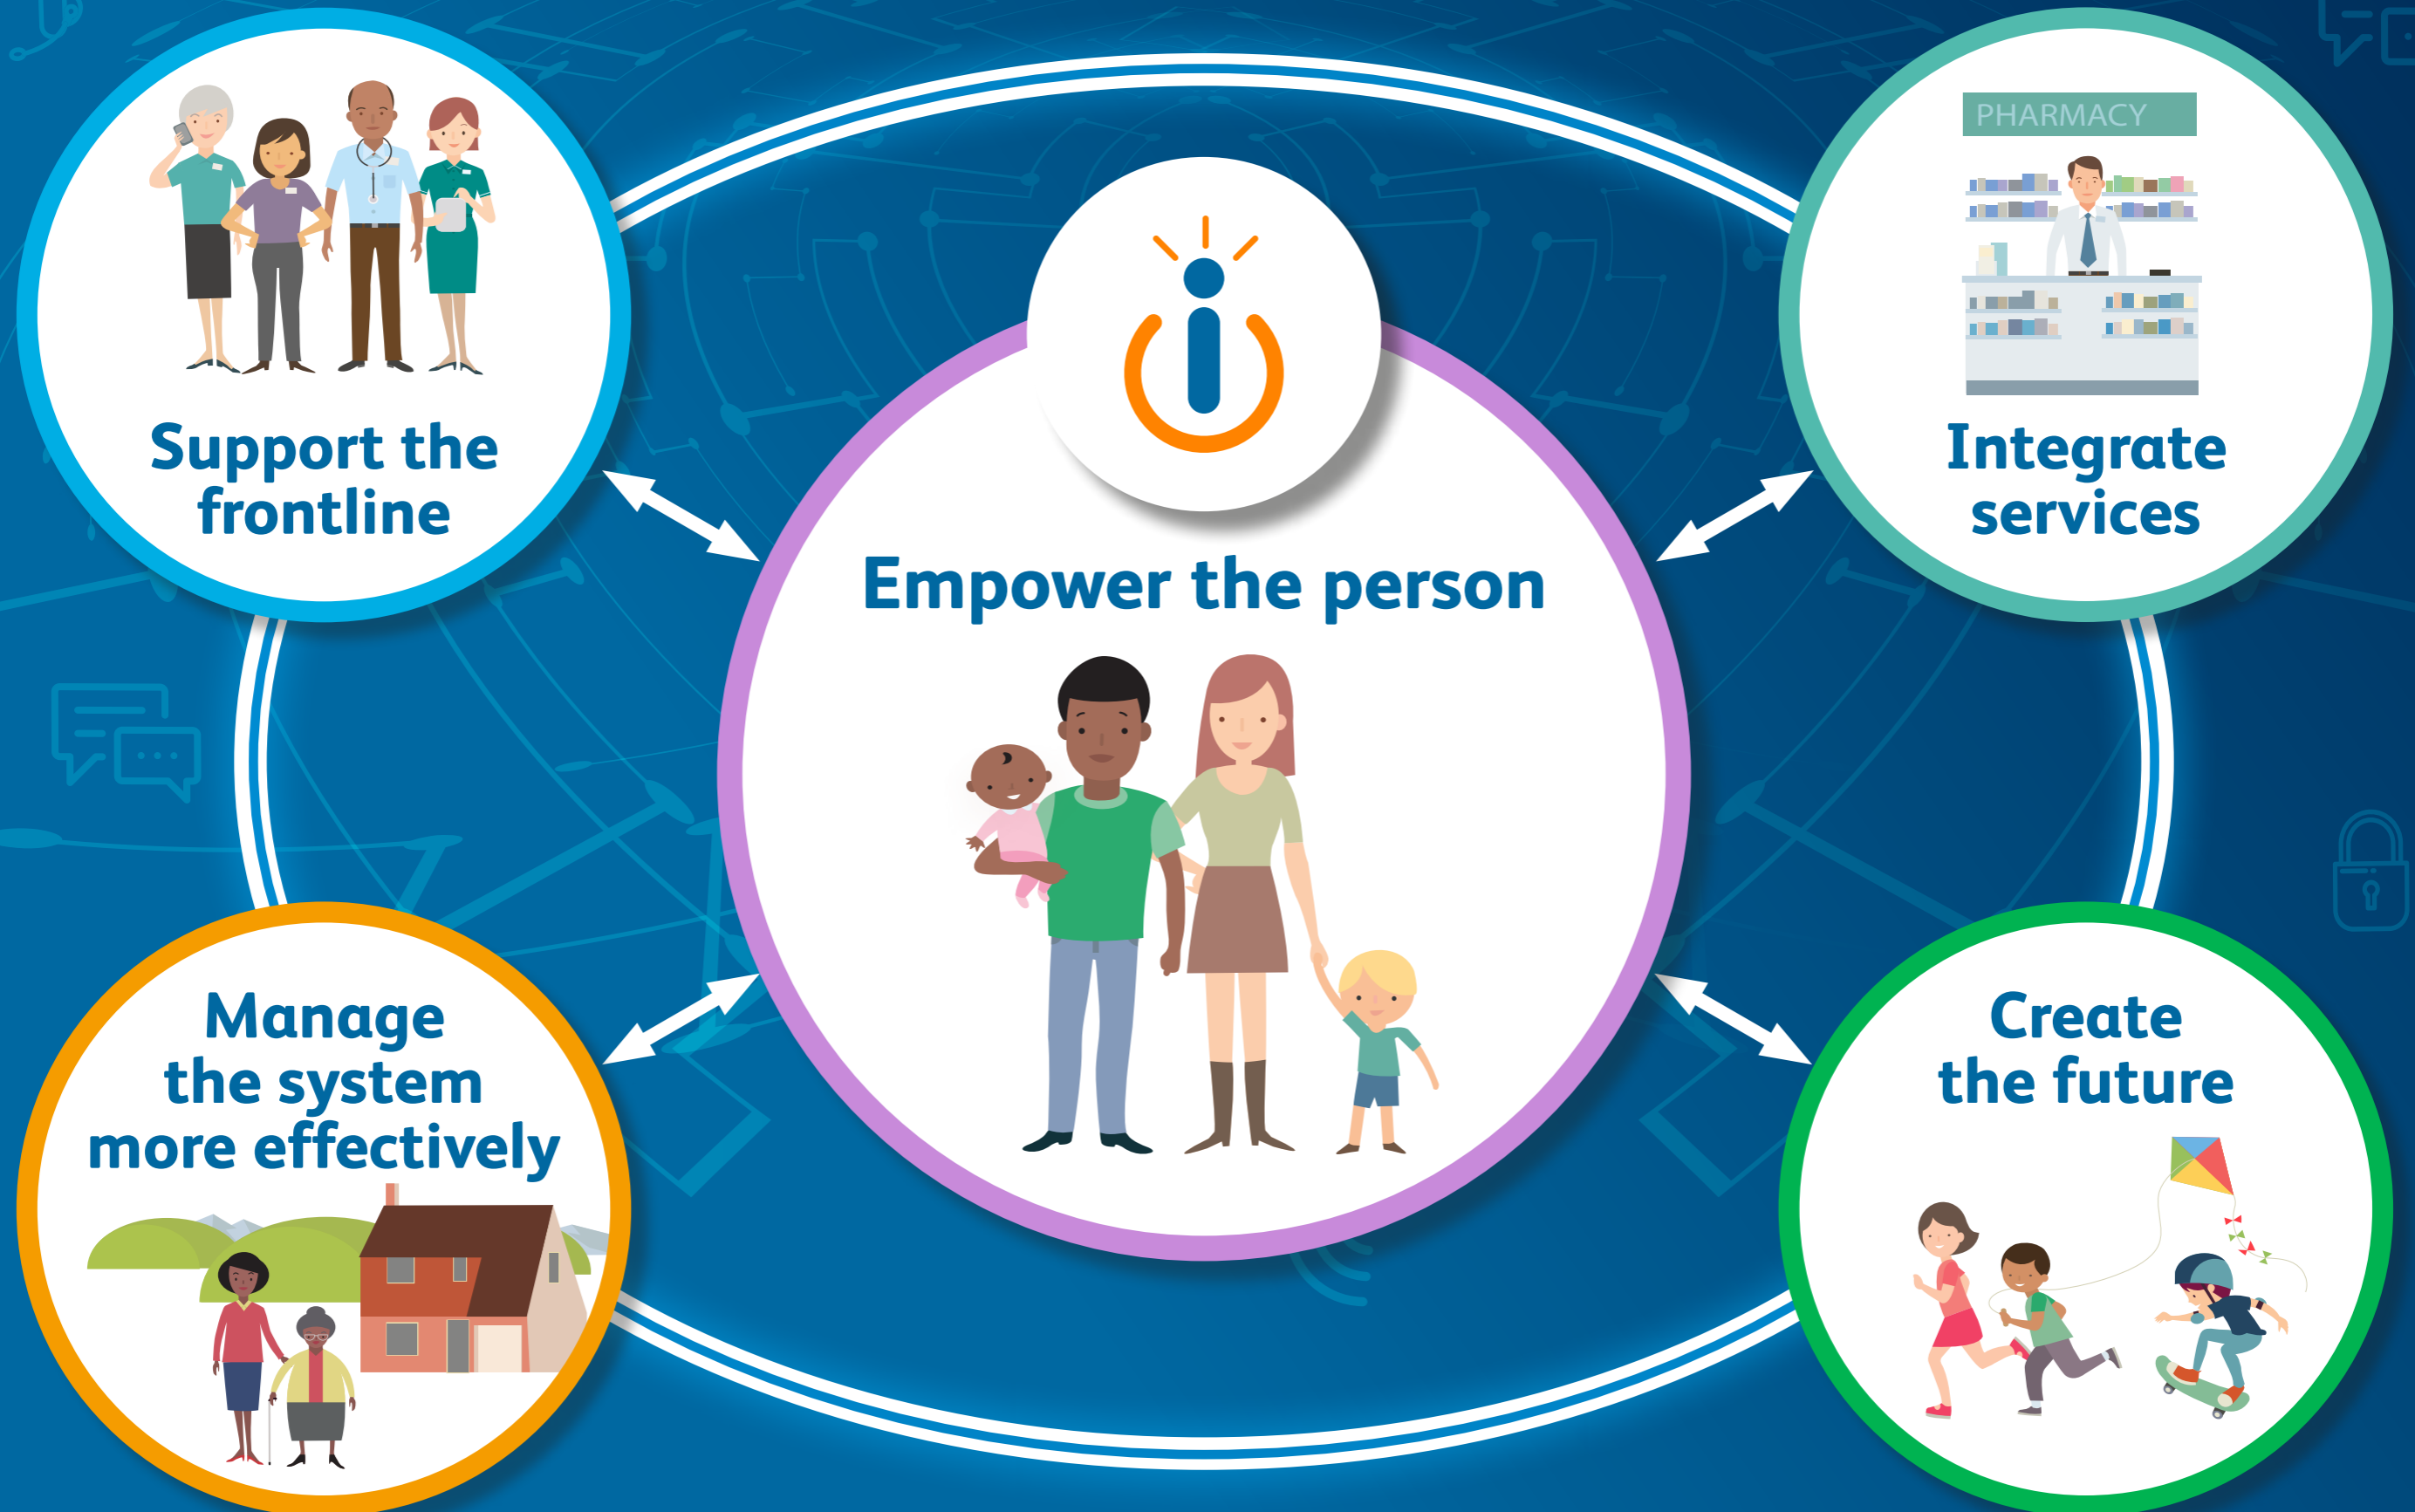 Support the
frontline
PHARMACY
Integrate
services
Empower the person
Manage
the system
more effectively
Create
the future